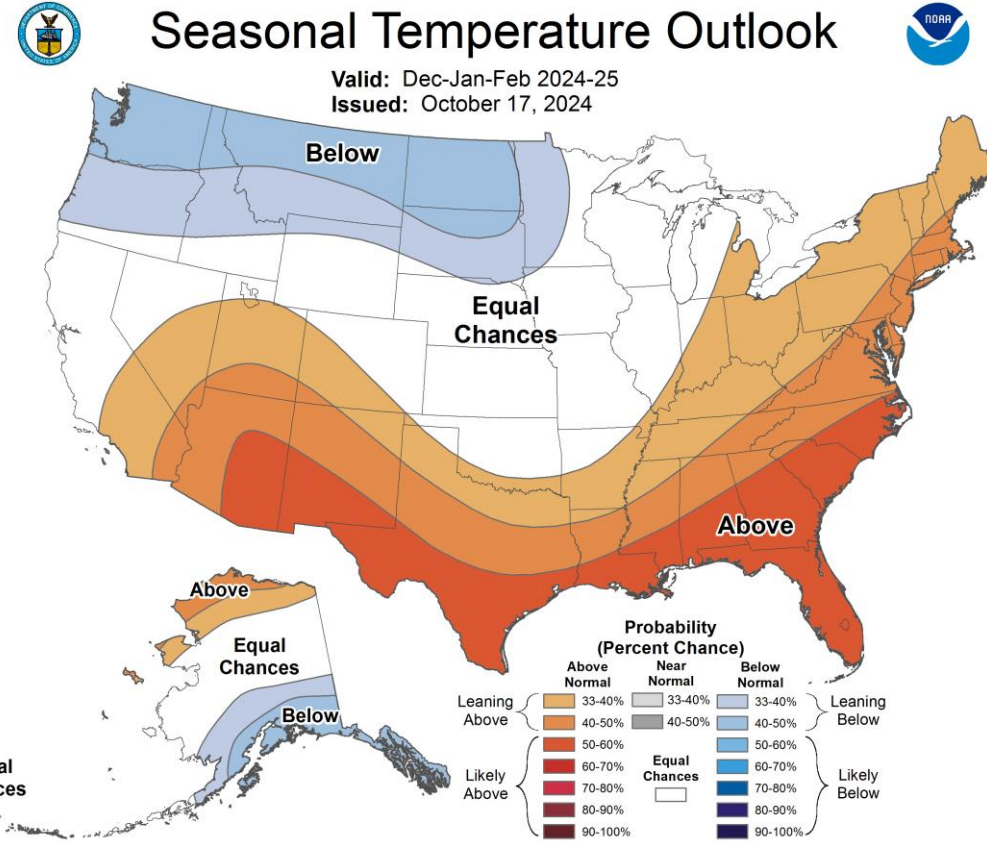 Seasonal Temperature Outlook
NOAA
Valid: Dec-Jan-Feb 2024-25
Issued: October 17, 2024
Below
Equal
Chances
Above
Above
Equal
Chances
Below
al
ces
Probability
(Percent Chance)
Above
Normal
Near
Normal
Below
Normal
Leaning
Above
33-40%
40-50%
33-40%
40-50%
33-40%
40-50%
Leaning
Below
Likely
Above
50-60%
60-70%
70-80%
80-90%
90-100%
Equal
Chances
50-60%
60-70%
70-80%
80-90%
90-100%
Likely
Below